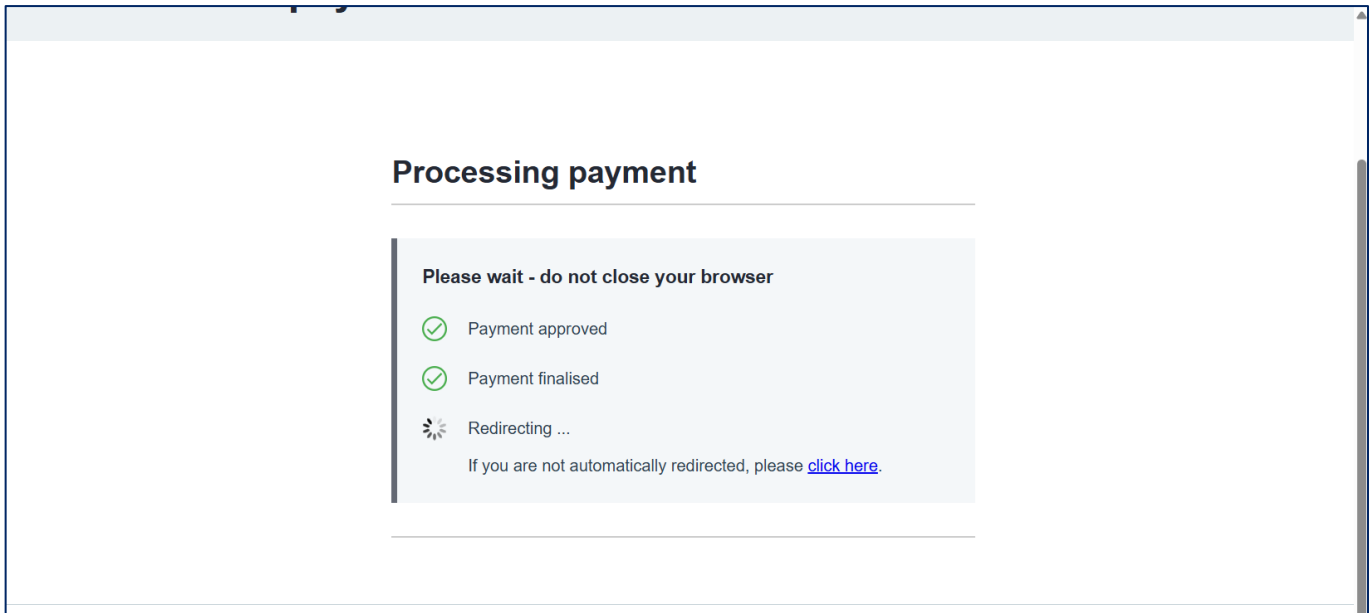 Processing payment
Please wait - do not close your browser
Payment approved
Payment finalised
Redirecting ...
If you are not automatically redirected, please click here.